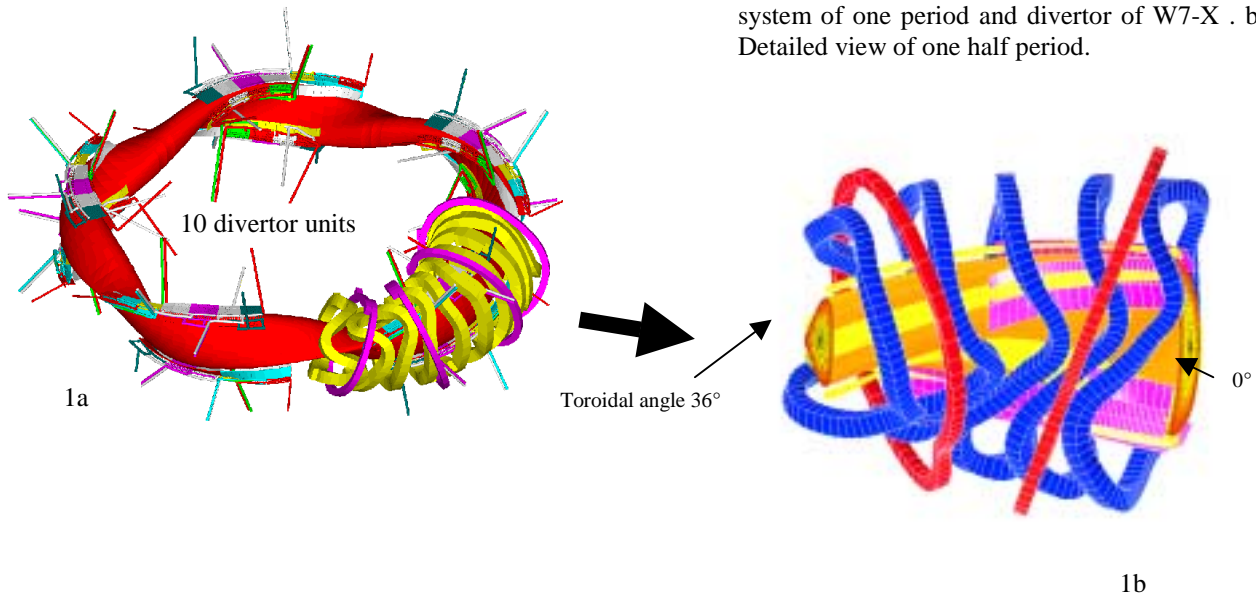 system of one period and divertor of W7-X . b
Detailed view of one half period.
10 divertor units
1a
Toroidal angle 36°
0°
1b